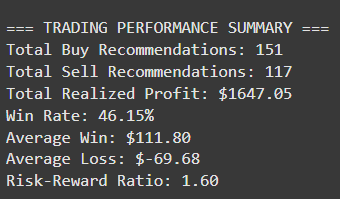 === TRADING PERFORMANCE SUMMARY ===
Total Buy Recommendations: 151
Total Sell Recommendations: 117
Total Realized Profit: $1647.05
Win Rate: 46.15%
Average Win: $111.80
Average Loss: $-69.68
Risk-Reward Ratio: 1.60